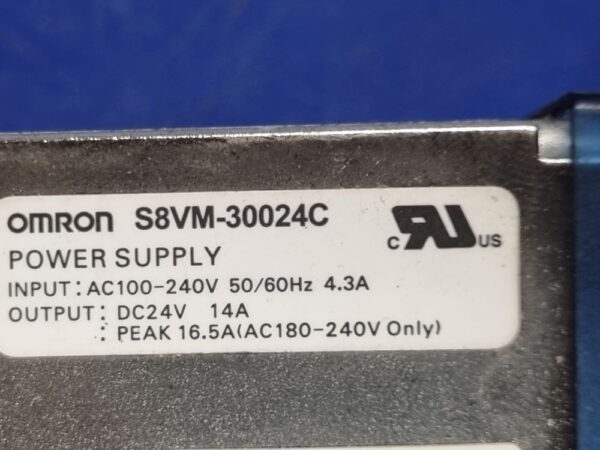 OMRON S8VM-30024C
c RU US
POWER SUPPLY
INPUT : AC100-240V 50/60Hz 4.3A
OUTPUT : DC24V 14A
: PEAK 16.5A(AC180-240V Only)